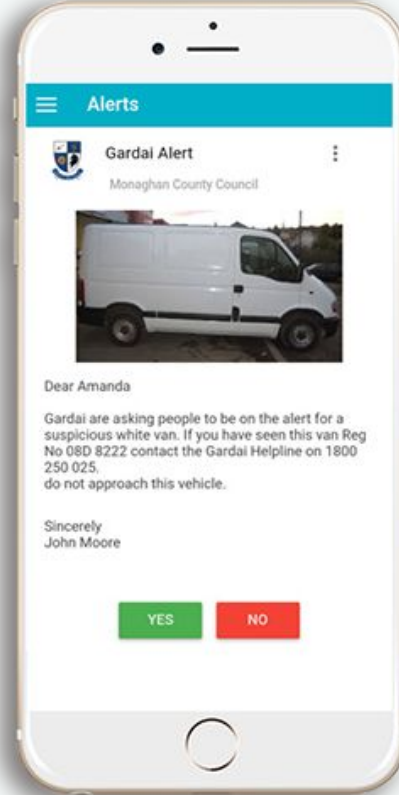 Alerts
Gardai Alert
Monaghan County Council
Dear Amanda
Gardai are asking people to be on the alert for a
suspicious white van. If you have seen this van Reg
No 08D 8222 contact the Gardai Helpline on 1800
250 025.
do not approach this vehicle.
Sincerely
John Moore
YES
NO